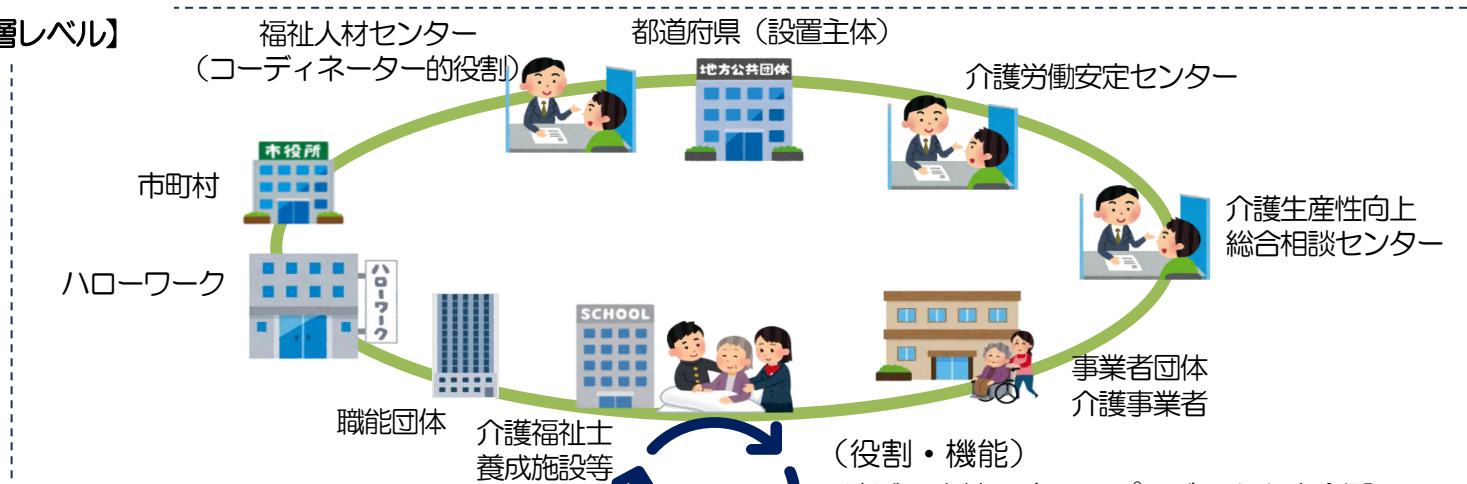 層レベル】
福祉人材センター
（コーディネーター的役割）
都道府県（設置主体）
地方公共団体
介護労働安定センター
市役所
市町村
介護生産性向上
総合相談センター
ハローワーク
ハローワーク
SCHOOL
事業者団体
介護事業者
職能団体
介護福祉士
養成施設等
（役割・機能）